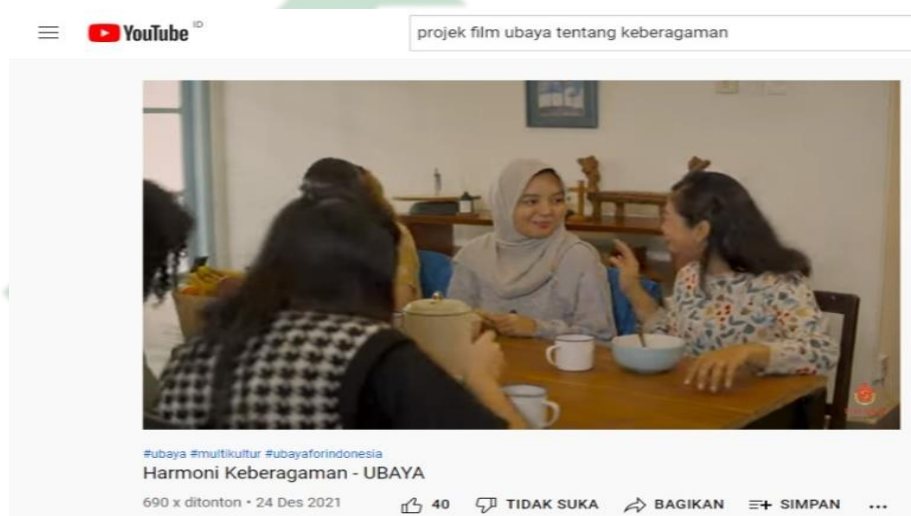 YouTube ID
projek film ubaya tentang keberagaman
#ubaya #multikultur #ubayaforindonesia
Harmoni Keberagaman - UBAYA
690 x ditonton • 24 Des 2021
40 TIDAK SUKA BAGIKAN SIMPAN ...